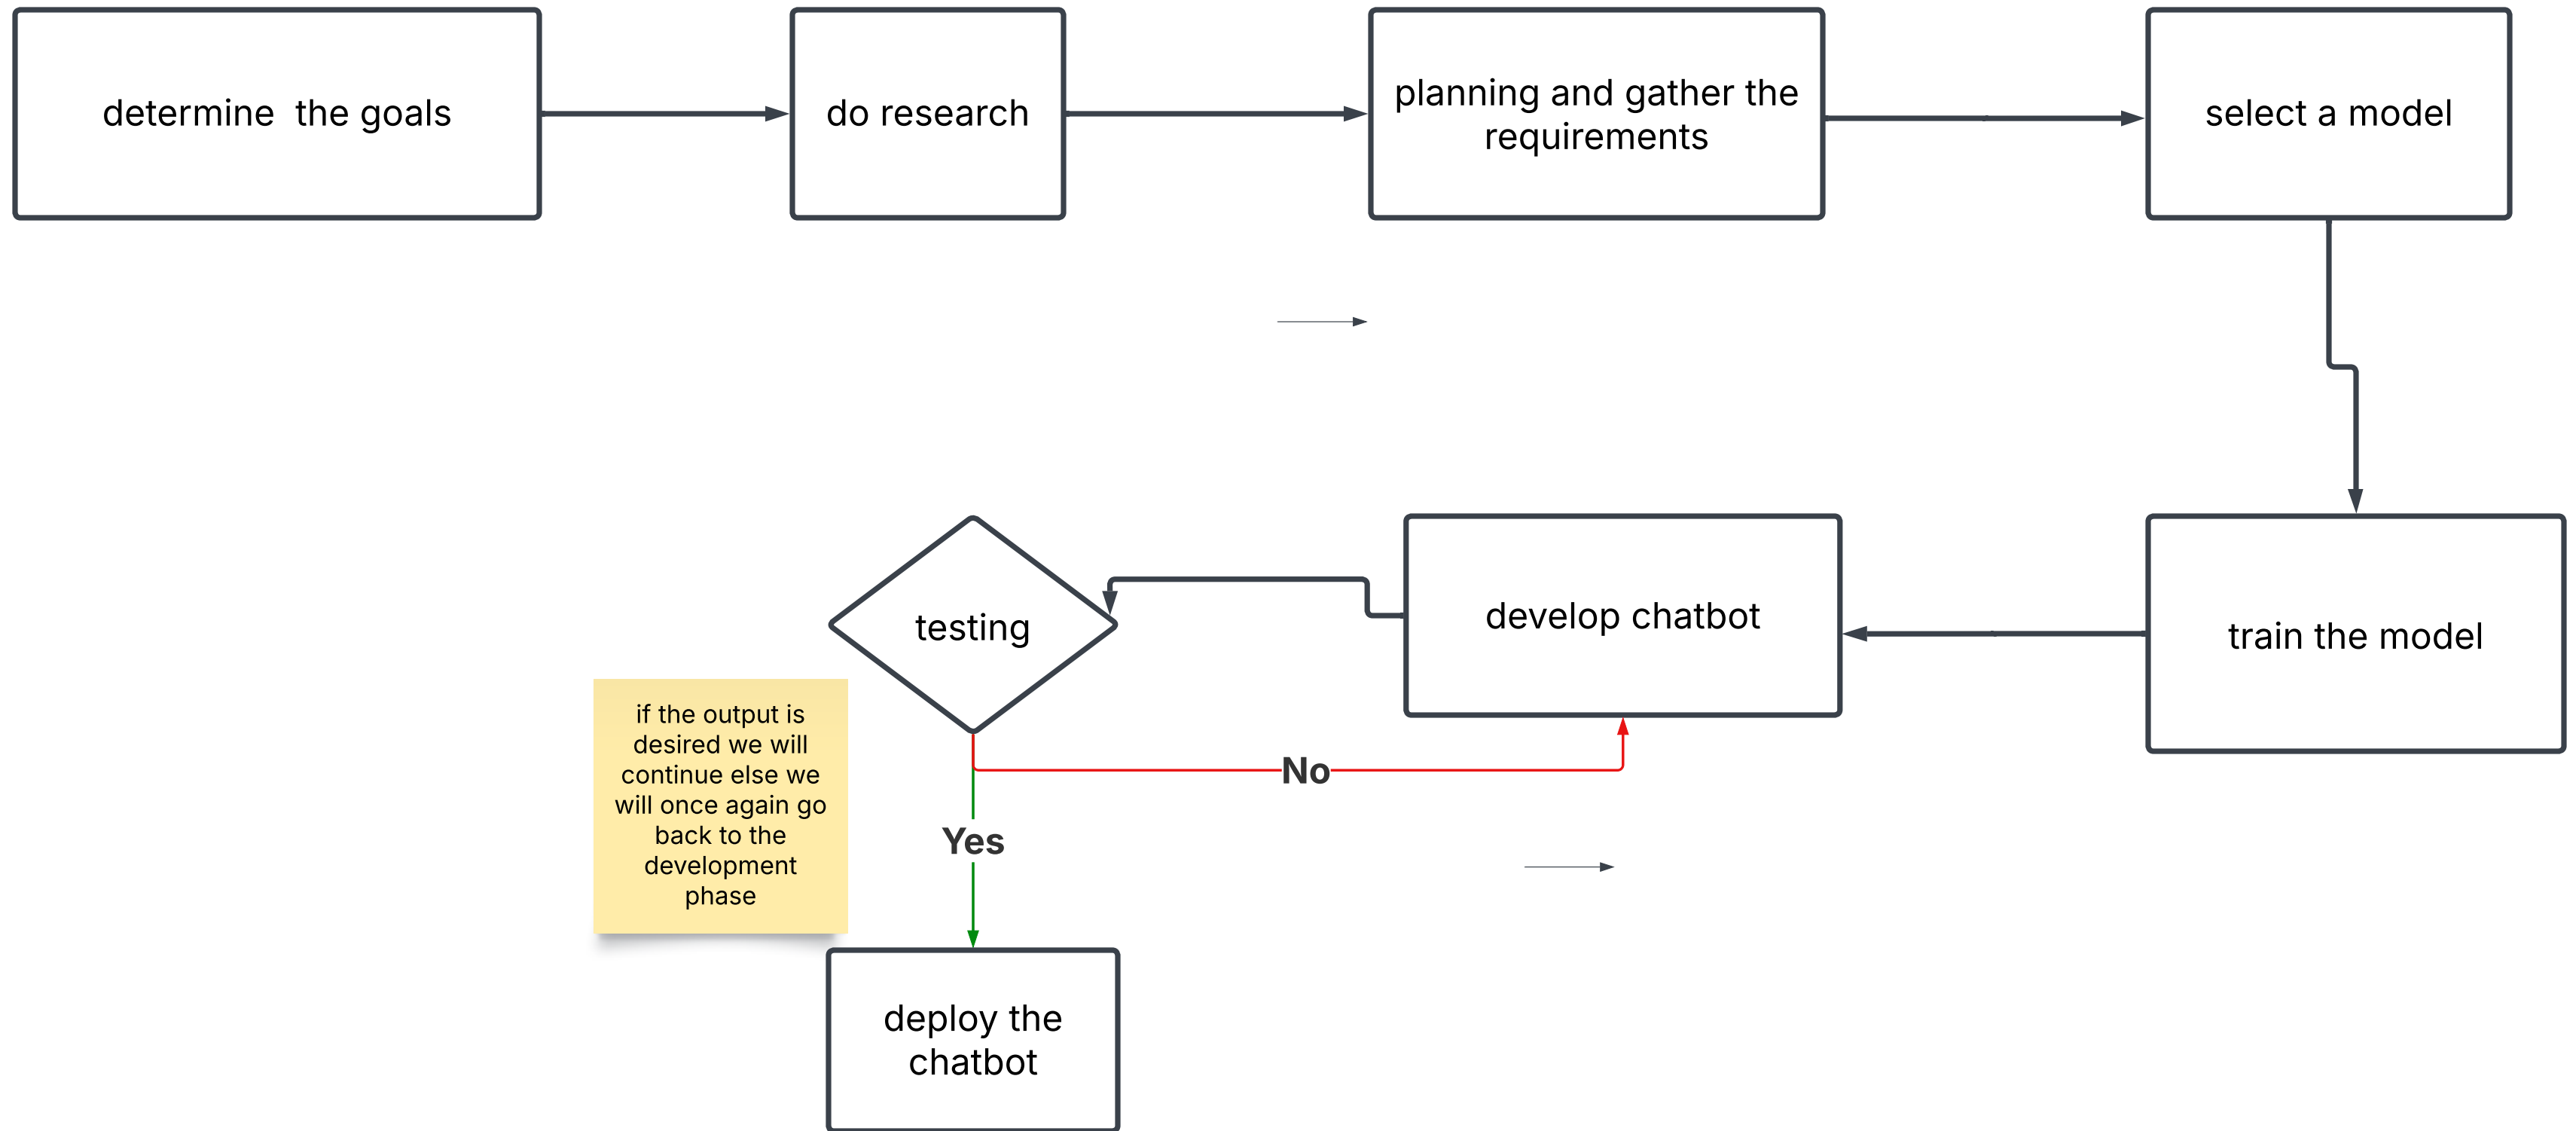 determine  the goals
do research
planning and gather the
requirements
select a model
testing
develop chatbot
train the model
if the output is
desired we will
continue else we
will once again go
back to the
development
phase
No
Yes
deploy the
chatbot